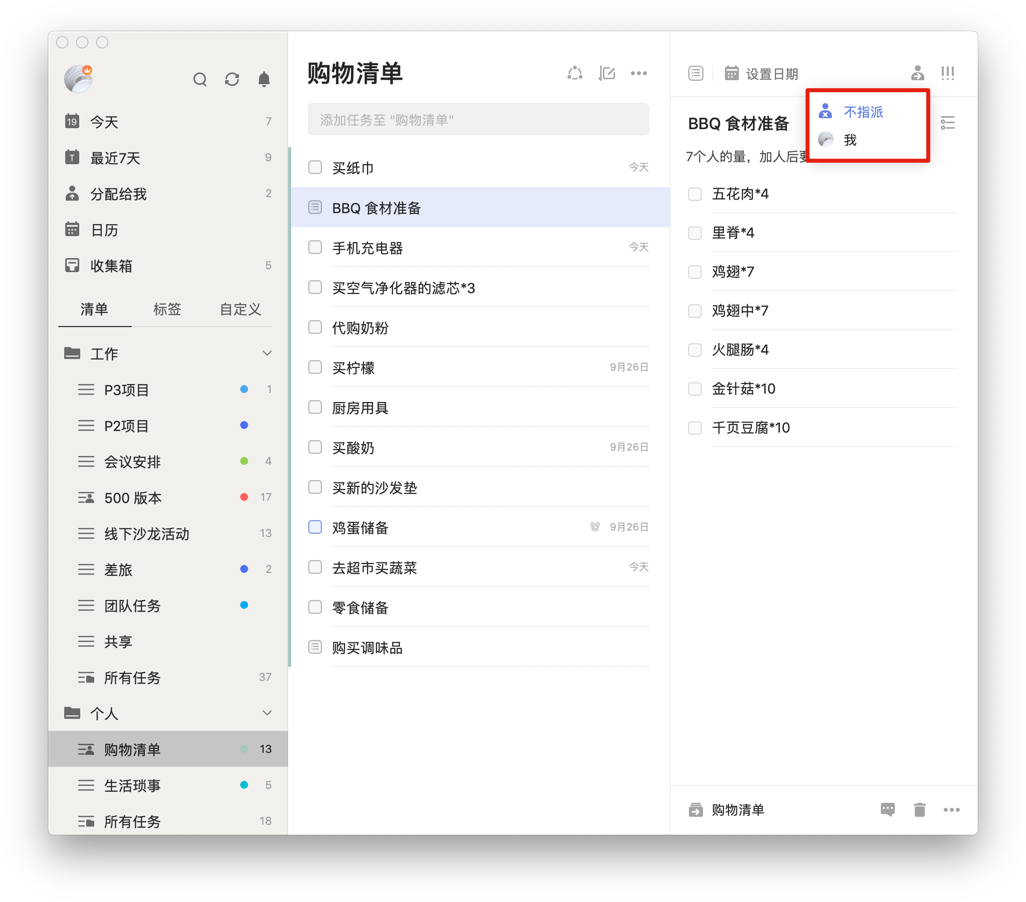 19 今天 7
T 最近7天 9
分配给我 2
日历
收集箱 5
清单 标签 自定义
工作
P3项目 1
P2项目
会议安排 4
500 版本 17
线下沙龙活动 13
差旅 2
团队任务
共享
所有任务 37
个人
购物清单 13
生活琐事 5
所有任务 18
购物清单
添加任务至 "购物清单"
买纸巾 今天
BBQ 食材准备
手机充电器 今天
买空气净化器的滤芯*3
代购奶粉
买柠檬 9月26日
厨房用具
买酸奶 9月26日
买新的沙发垫
鸡蛋储备 9月26日
去超市买蔬菜 今天
零食储备
购买调味品
设置日期
不指派
我
BBQ 食材准备
7个人的量，加人后
五花肉*4
里脊*4
鸡翅*7
鸡翅中*7
火腿肠*4
金针菇*10
千页豆腐*10
购物清单